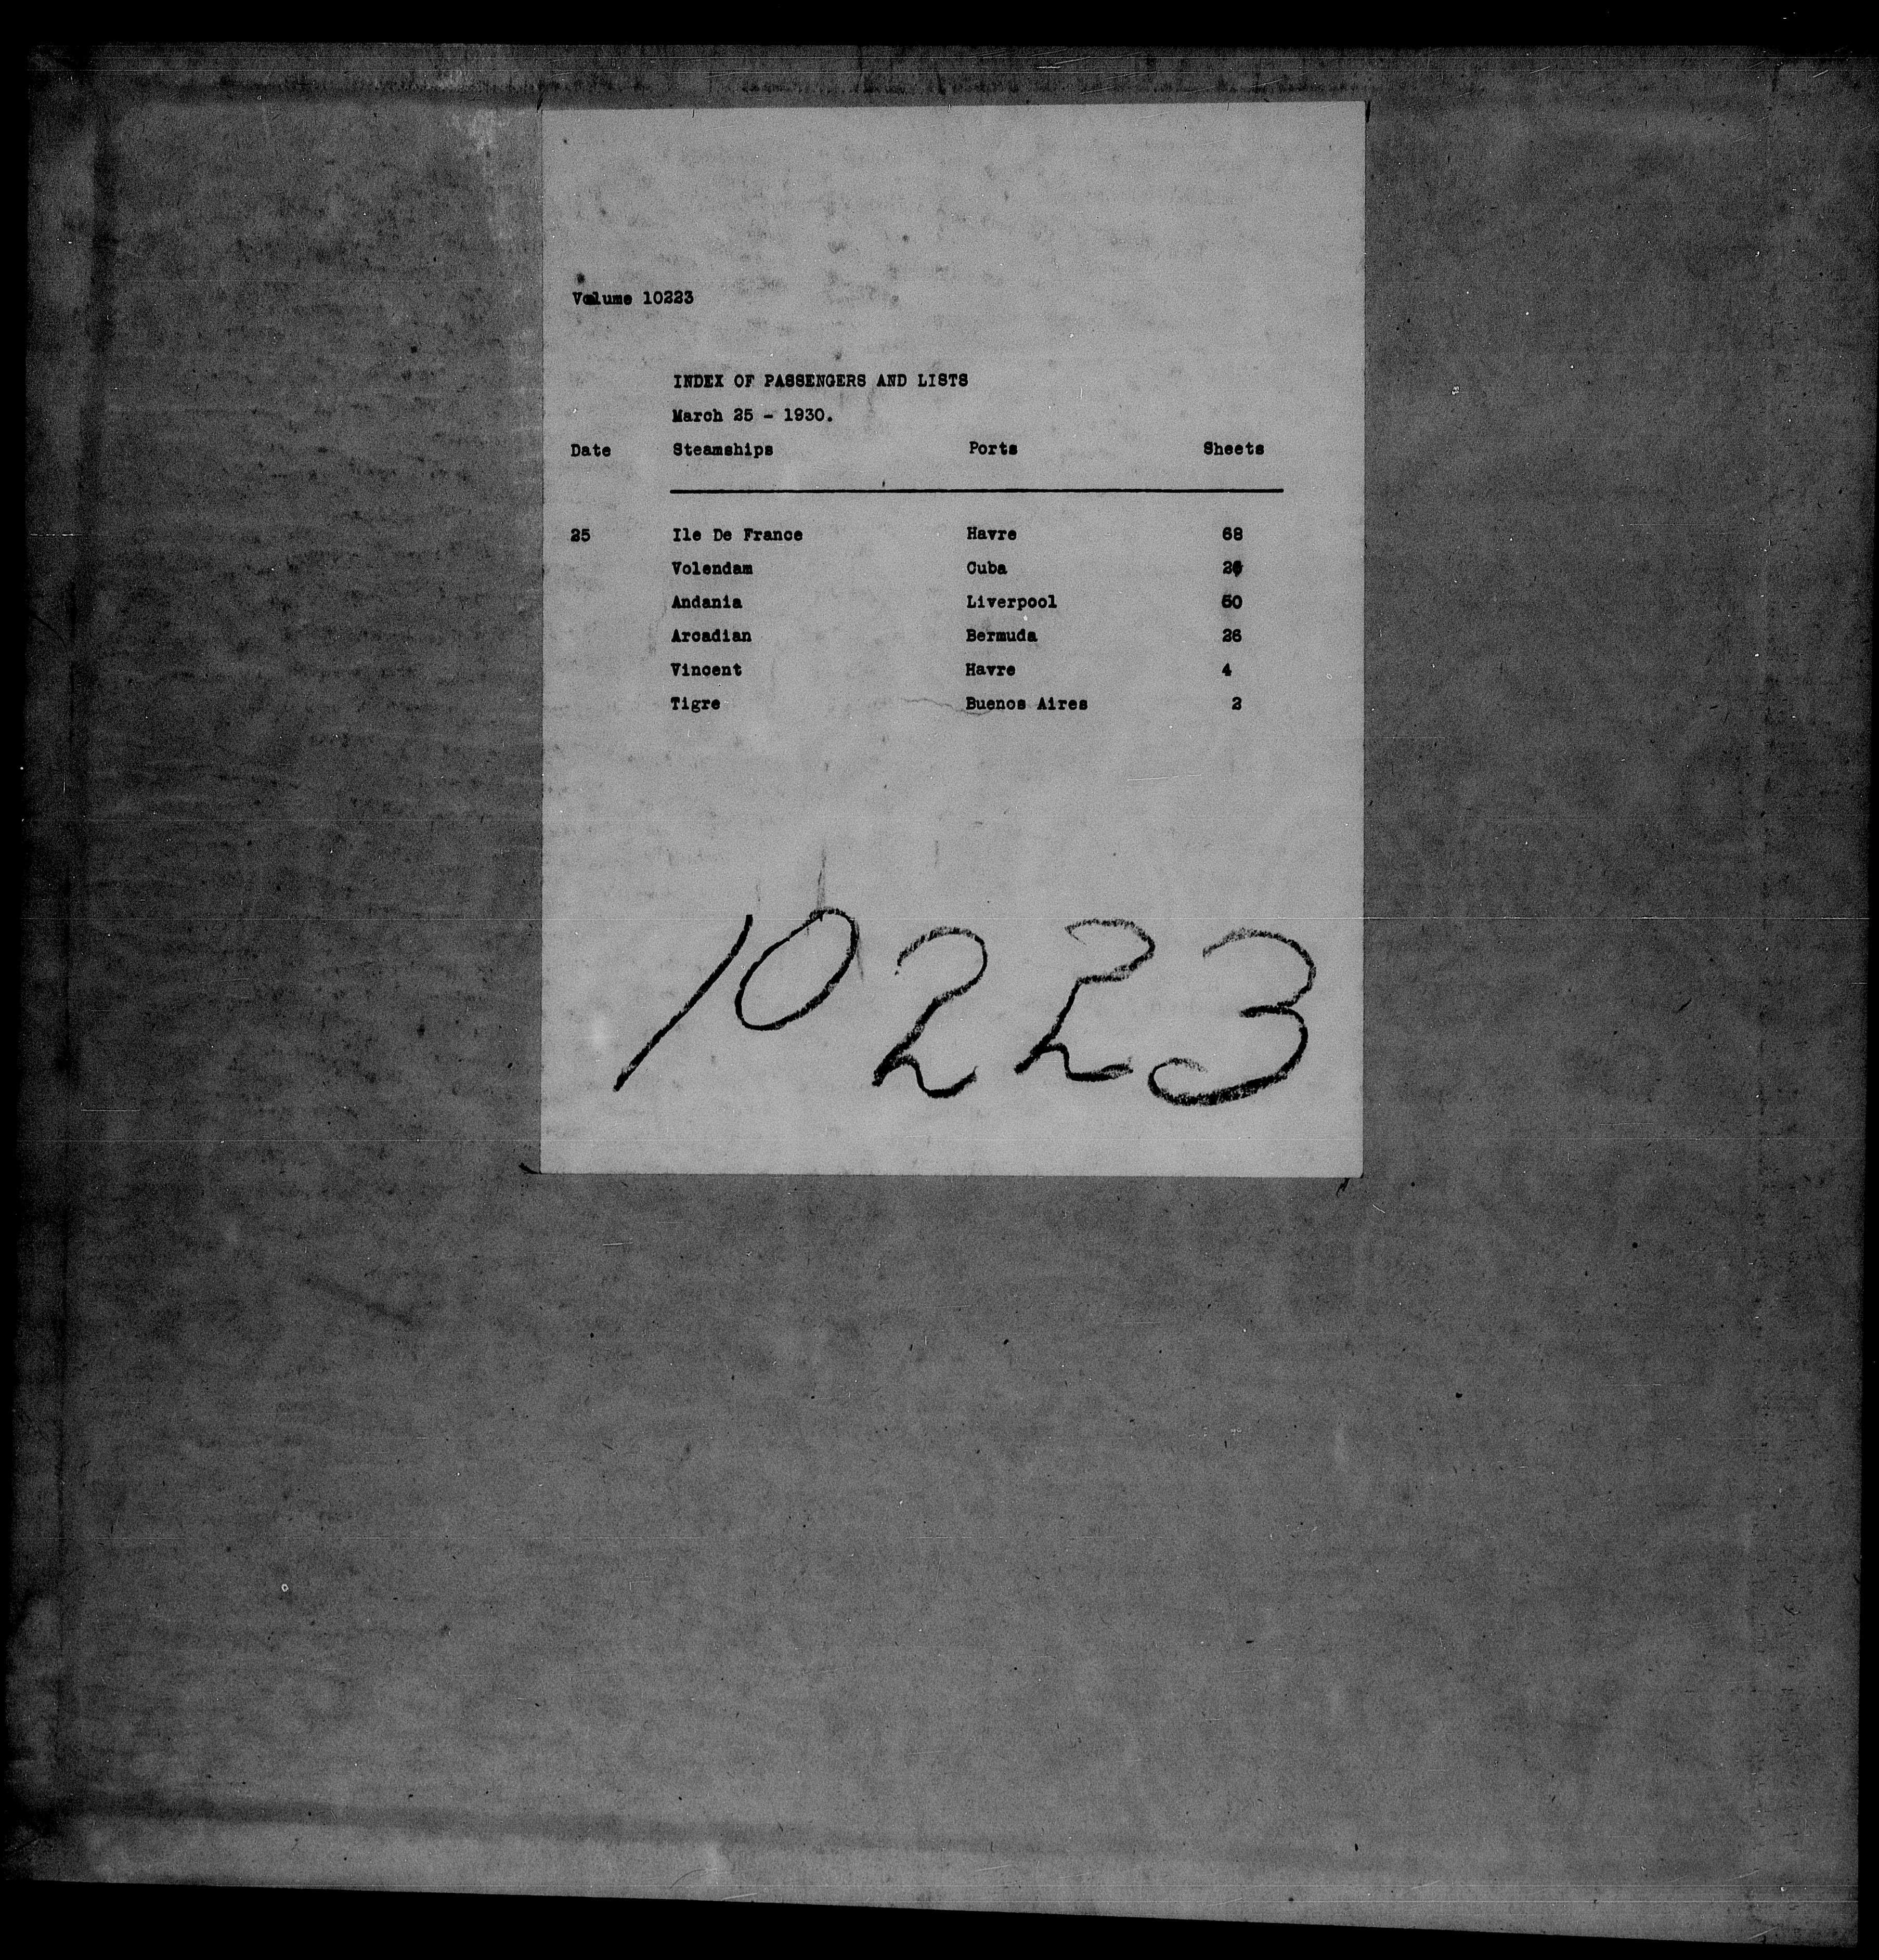 Volume 10223
INDEX OF PASSENGERS AND LISTS
March 25 - 1930.
Date Steamships Ports Sheets
25 Ile De France Havre 68
Volendam Cuba
Andania Liverpool 50
Arcadian Bermuda 26
Vincent Havre 4
Tigre Buenos Aires 2
10223